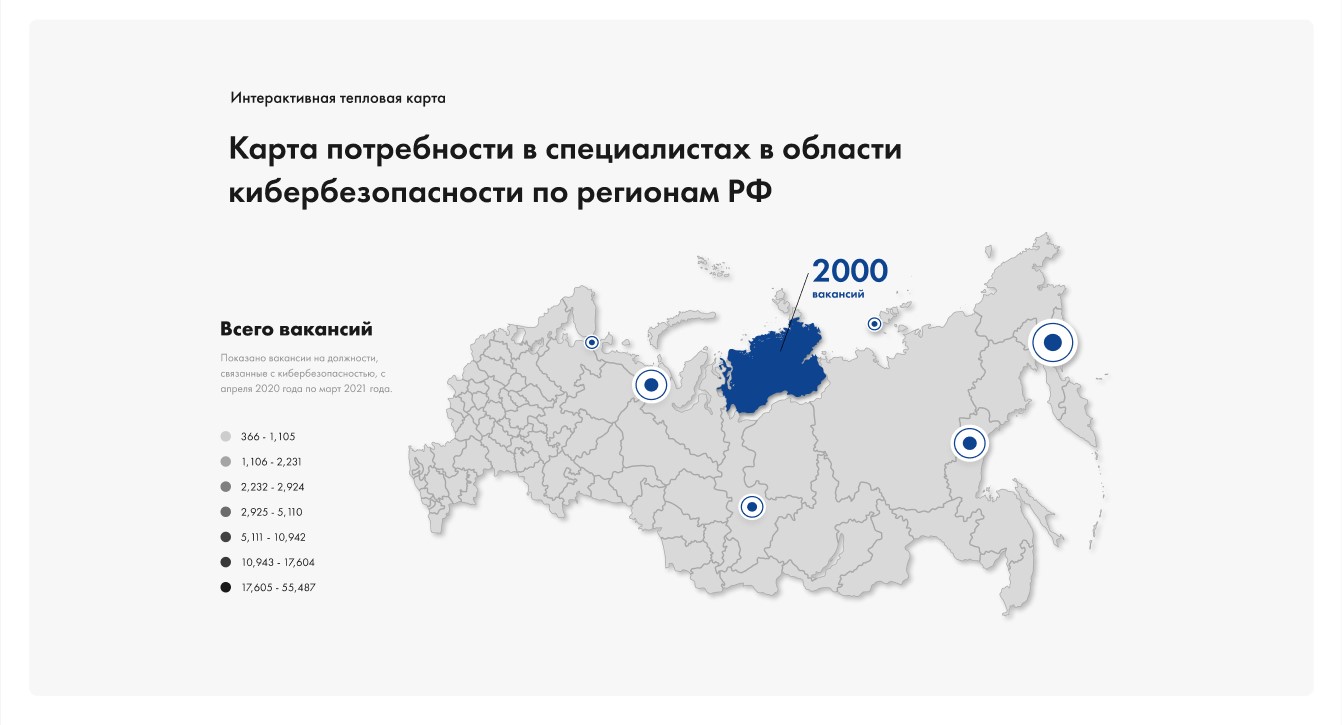 Интерактивная тепловая карта
Карта потребности в специалистах в области
кибербезопасности по регионам РФ
2000
вакансий
Всего вакансий
Показано вакансии на должности,
связанные с кибербезопасностью, с
апреля 2020 года по март 2021 года.
366 - 1,105
1,106 - 2,231
2,232 - 2,924
2,925 - 5,110
5,111 - 10,942
10,943 - 17,604
17,605 - 55,487